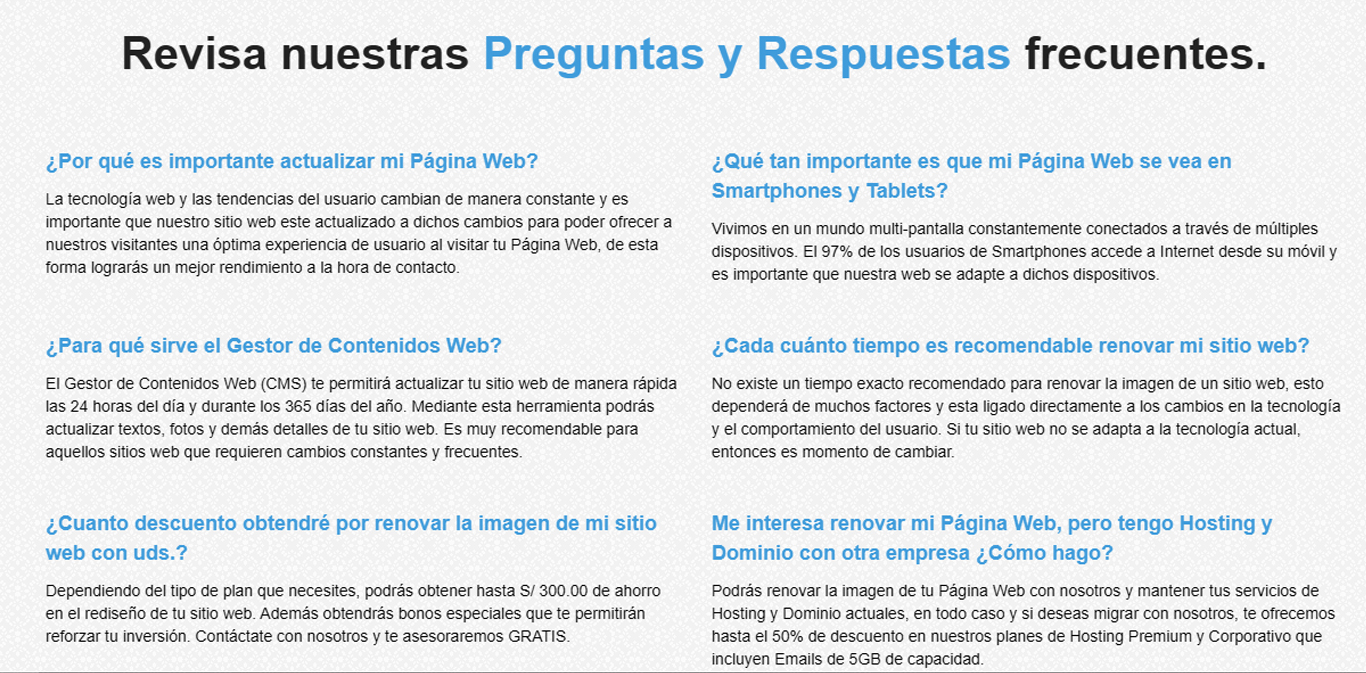 Revisa nuestras Preguntas y Respuestas frecuentes.
¿Por qué es importante actualizar mi Página Web?
La tecnología web y las tendencias del usuario cambian de manera constante y es
importante que nuestro sitio web este actualizado a dichos cambios para poder ofrecer a
nuestros visitantes una óptima experiencia de usuario al visitar tu Página Web, de esta
forma lograrás un mejor rendimiento a la hora de contacto.
¿Qué tan importante es que mi Página Web se vea en
Smartphones y Tablets?
Vivimos en un mundo multi-pantalla constantemente conectados a través de múltiples
dispositivos. El 97% de los usuarios de Smartphones accede a Internet desde su móvil y
es importante que nuestra web se adapte a dichos dispositivos.
¿Para qué sirve el Gestor de Contenidos Web?
El Gestor de Contenidos Web (CMS) te permitirá actualizar tu sitio web de manera rápida
las 24 horas del día y durante los 365 días del año. Mediante esta herramienta podrás
actualizar textos, fotos y demás detalles de tu sitio web. Es muy recomendable para
aquellos sitios web que requieren cambios constantes y frecuentes.
¿Cada cuánto tiempo es recomendable renovar mi sitio web?
No existe un tiempo exacto recomendado para renovar la imagen de un sitio web, esto
dependerá de muchos factores y esta ligado directamente a los cambios en la tecnología
y el comportamiento del usuario. Si tu sitio web no se adapta a la tecnología actual,
entonces es momento de cambiar.
¿Cuanto descuento obtendré por renovar la imagen de mi sitio
web con uds.?
Dependiendo del tipo de plan que necesites, podrás obtener hasta S/ 300.00 de ahorro
en el rediseño de tu sitio web. Además obtendrás bonos especiales que te permitirán
reforzar tu inversión. Contáctate con nosotros y te asesoraremos GRATIS.
Me interesa renovar mi Página Web, pero tengo Hosting y
Dominio con otra empresa ¿Cómo hago?
Podrás renovar la imagen de tu Página Web con nosotros y mantener tus servicios de
Hosting y Dominio actuales, en todo caso y si deseas migrar con nosotros, te ofrecemos
hasta el 50% de descuento en nuestros planes de Hosting Premium y Corporativo que
incluyen Emails de 5GB de capacidad.